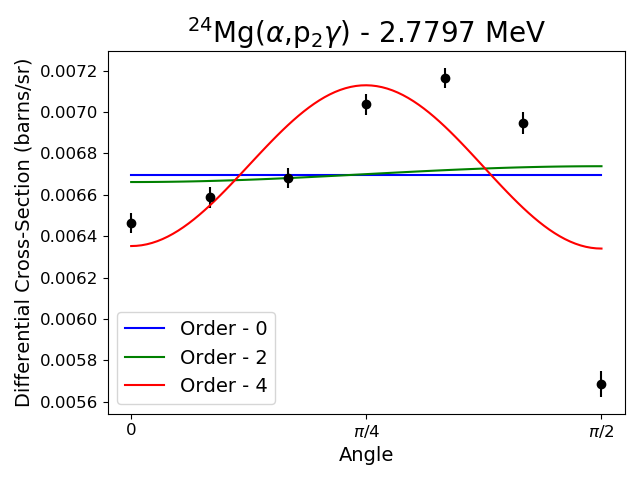 ²⁴Mg(α,p₂γ) - 2.7797 MeV
Differential Cross-Section (barns/sr)
0.0072
0.0070
0.0068
0.0066
0.0064
0.0062
0.0060
0.0058
0.0056
Order - 0
Order - 2
Order - 4
0 π/4 π/2
Angle